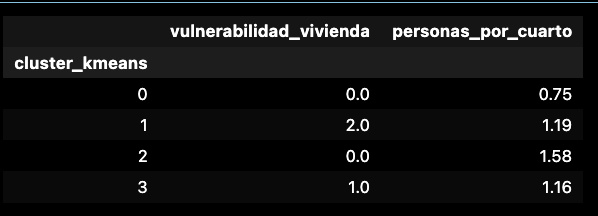 vulnerabilidad_vivienda personas_por_cuarto
cluster_kmeans
0 0.0 0.75
1 2.0 1.19
2 0.0 1.58
3 1.0 1.16